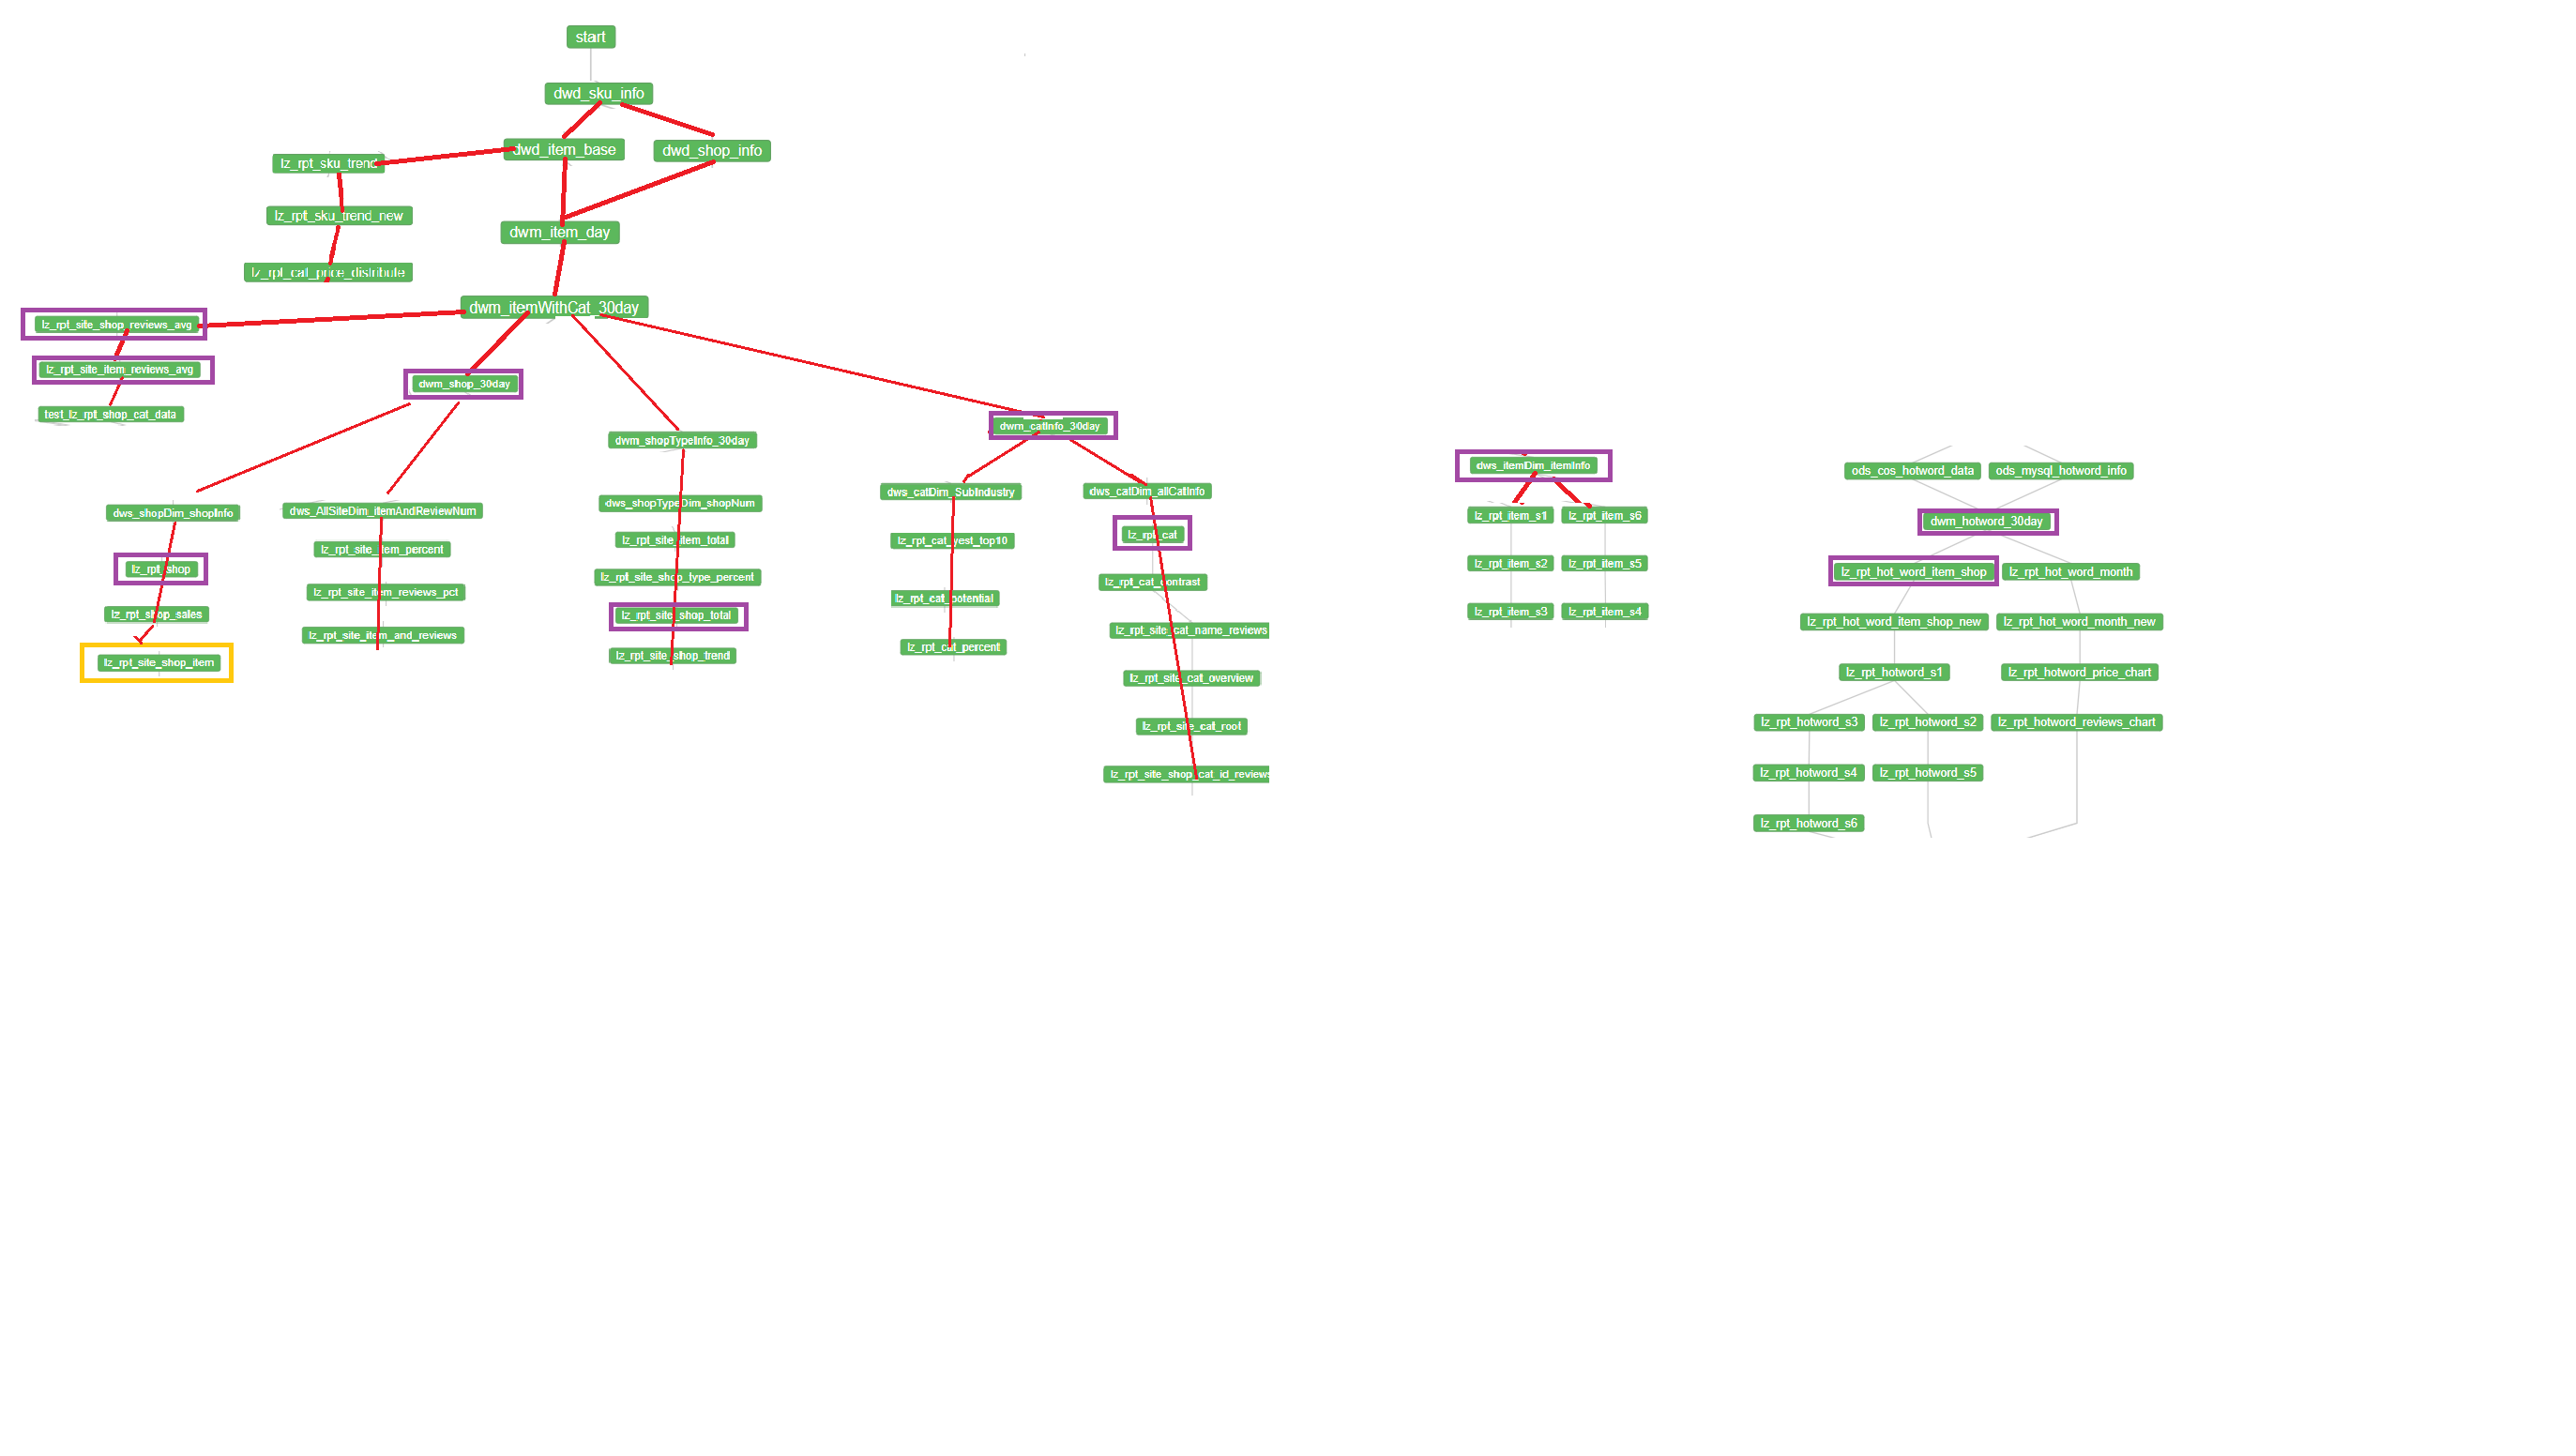 start
dwd_sku_info
dwd_item_base
dwd_shop_info
lz_rpt_sku_trend
lz_rpt_sku_trend_new
dwm_item_day
lz_rpt_cat_price_distribute
dwm_itemWithCat_30day
lz_rpt_site_shop_reviews_avg
lz_rpt_site_item_reviews_avg
test_lz_rpt_shop_cat_data
dwm_shop_30day
dwm_shopTypeInfo_30day
dwm_catInfo_30day
dws_shopDim_shopInfo
lz_rpt_shop
lz_rpt_shop_sales
lz_rpt_site_shop_item
dws_AllSiteDim_itemAndReviewNum
lz_rpt_site_item_percent
lz_rpt_site_item_reviews_pct
lz_rpt_site_item_and_reviews
dws_shopTypeDim_shopNum
lz_rpt_site_item_total
lz_rpt_site_shop_type_percent
lz_rpt_site_shop_total
lz_rpt_site_shop_trend
dws_catDim_SubIndustry
lz_rpt_cat_yest_top10
lz_rpt_cat_potential
lz_rpt_cat_percent
dws_catDim_allCatInfo
lz_rpt_cat
lz_rpt_cat_contrast
lz_rpt_site_cat_name_reviews
lz_rpt_site_cat_overview
lz_rpt_site_cat_root
lz_rpt_site_shop_cat_id_reviews
dws_itemDim_itemInfo
lz_rpt_item_s1
lz_rpt_item_s6
lz_rpt_item_s2
lz_rpt_item_s5
lz_rpt_item_s3
lz_rpt_item_s4
ods_cos_hotword_data
ods_mysql_hotword_info
dwm_hotword_30day
lz_rpt_hot_word_item_shop
lz_rpt_hot_word_month
lz_rpt_hot_word_item_shop_new
lz_rpt_hot_word_month_new
lz_rpt_hotword_s1
lz_rpt_hotword_price_chart
lz_rpt_hotword_s3
lz_rpt_hotword_s2
lz_rpt_hotword_reviews_chart
lz_rpt_hotword_s4
lz_rpt_hotword_s5
lz_rpt_hotword_s6